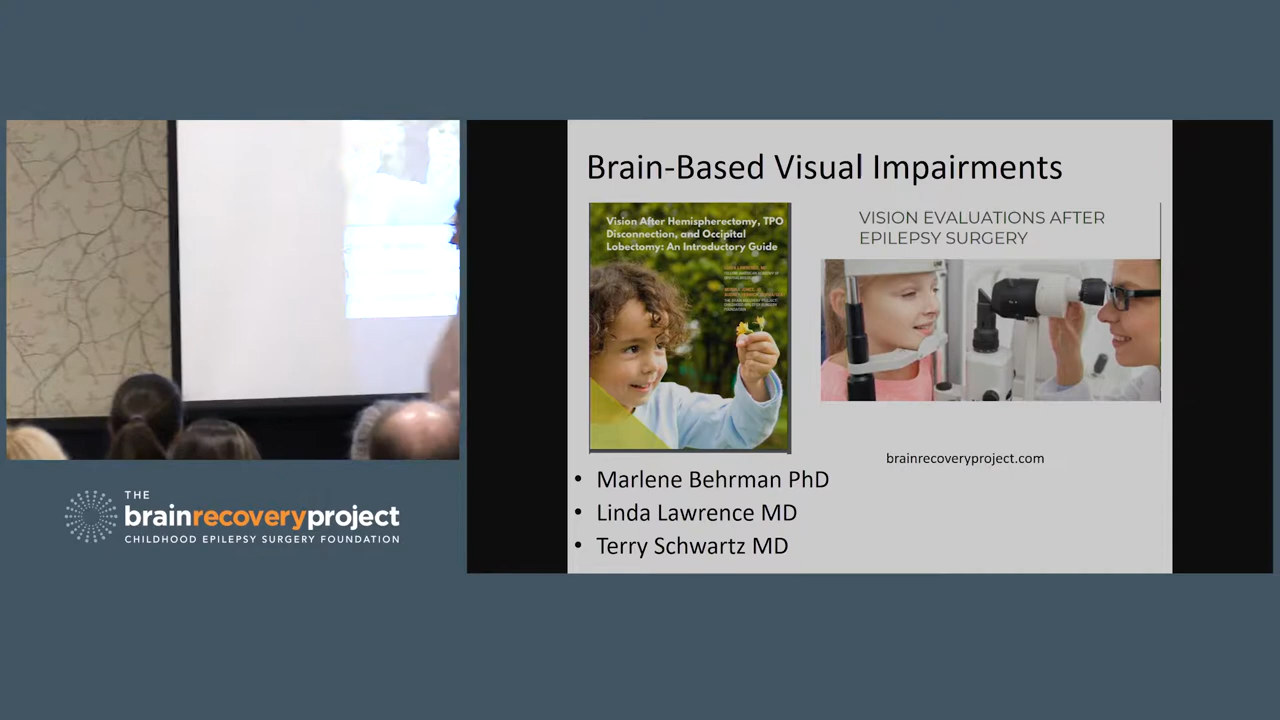 Brain-Based Visual Impairments
Vision After Hemispherectomy, TPO
Disconnection, and Occipital
Lobectomy: An Introductory Guide
VISION EVALUATIONS AFTER
EPILEPSY SURGERY
brainrecoveryproject.com
• Marlene Behrman PhD
• Linda Lawrence MD
• Terry Schwartz MD
THE
brainrecoveryproject
CHILDHOOD EPILEPSY SURGERY FOUNDATION